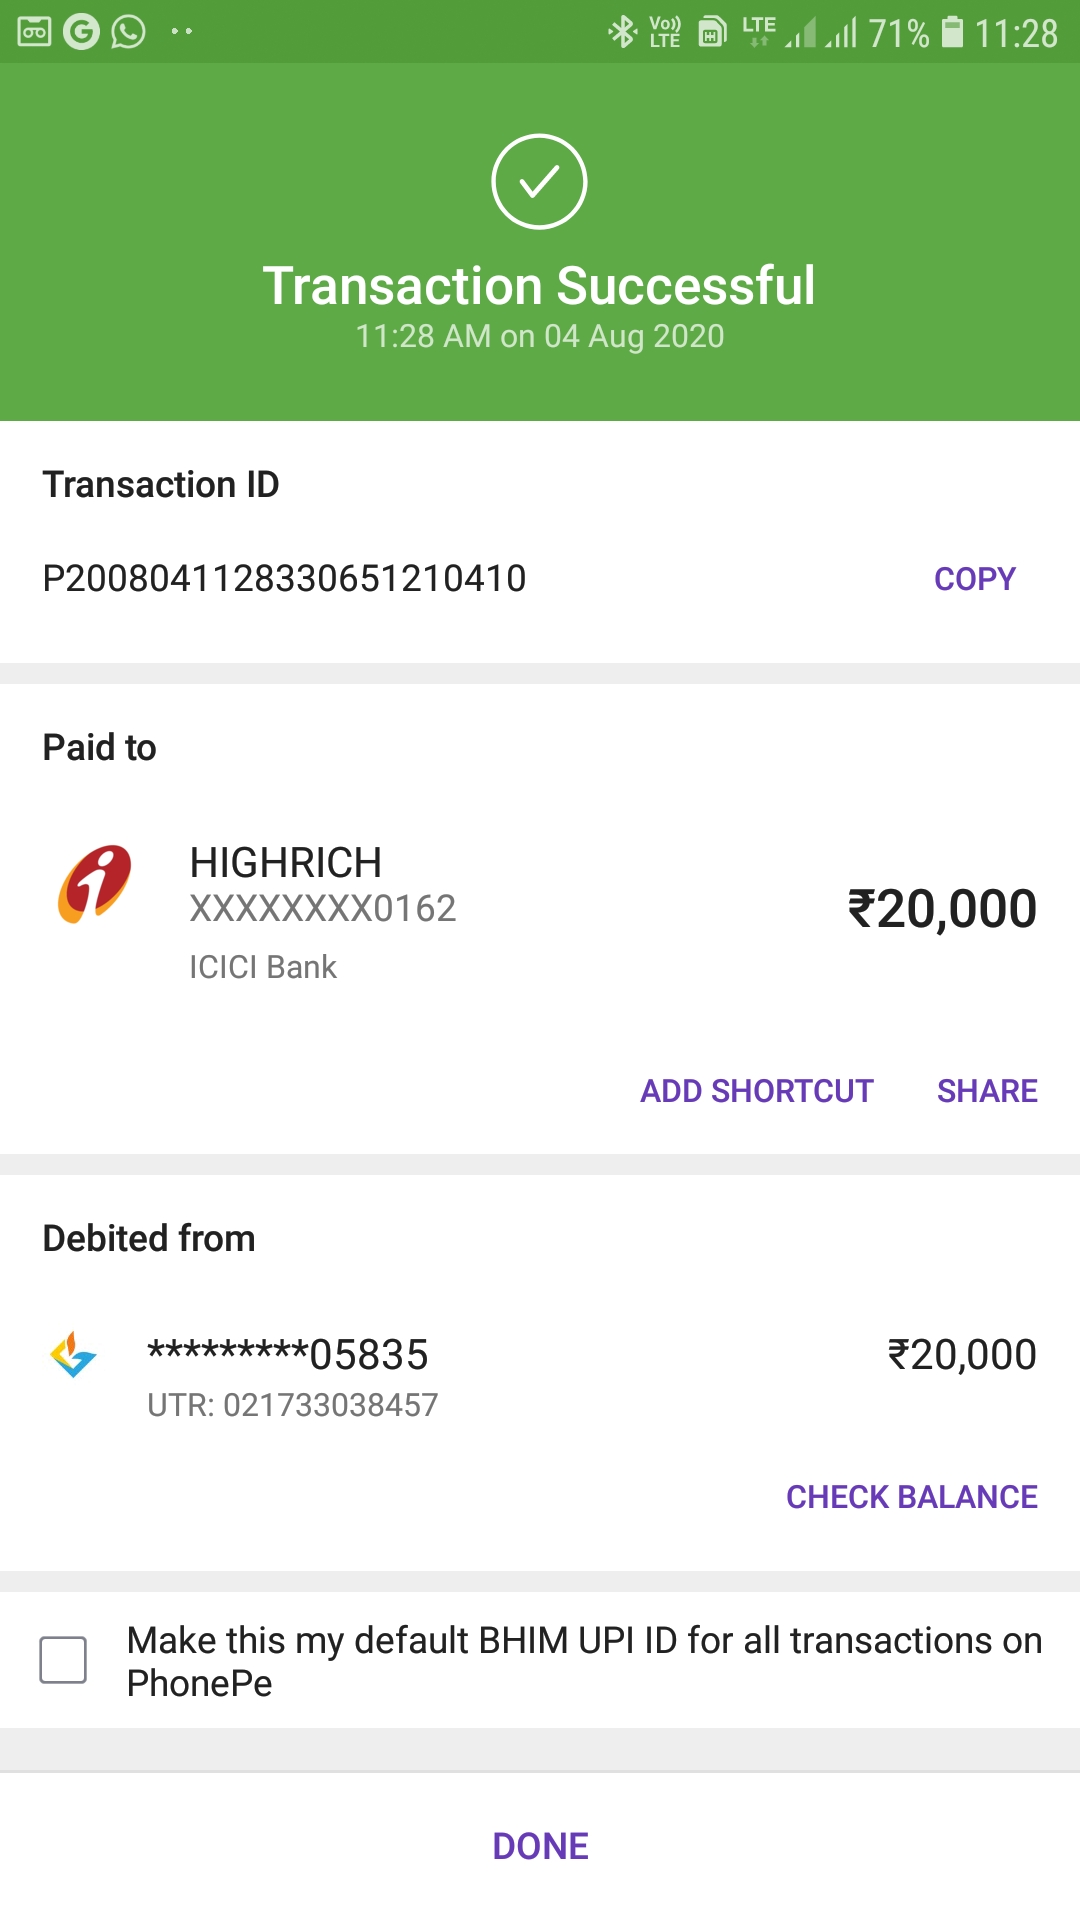 Vo)) LTE LTE 71% 11:28
Transaction Successful
11:28 AM on 04 Aug 2020
Transaction ID
P2008041128330651210410
COPY
Paid to
HIGHRICH
XXXXXXXX0162
₹20,000
ICICI Bank
ADD SHORTCUT SHARE
Debited from
*********05835
₹20,000
UTR: 021733038457
CHECK BALANCE
Make this my default BHIM UPI ID for all transactions on
PhonePe
DONE